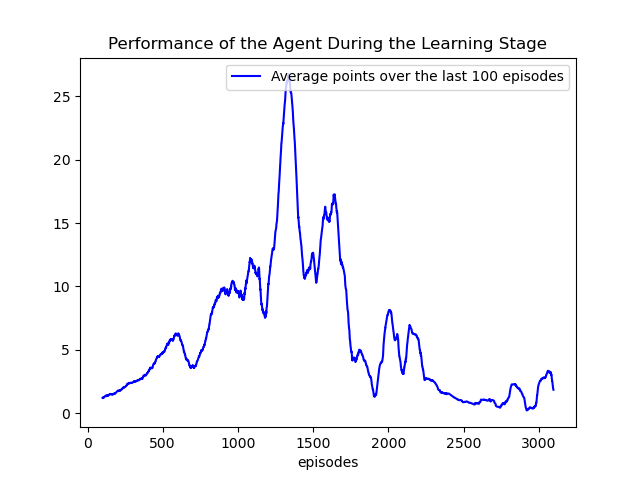 Performance of the Agent During the Learning Stage
Average points over the last 100 episodes
25
20
15
10
5
0
0 500 1000 1500 2000 2500 3000
episodes